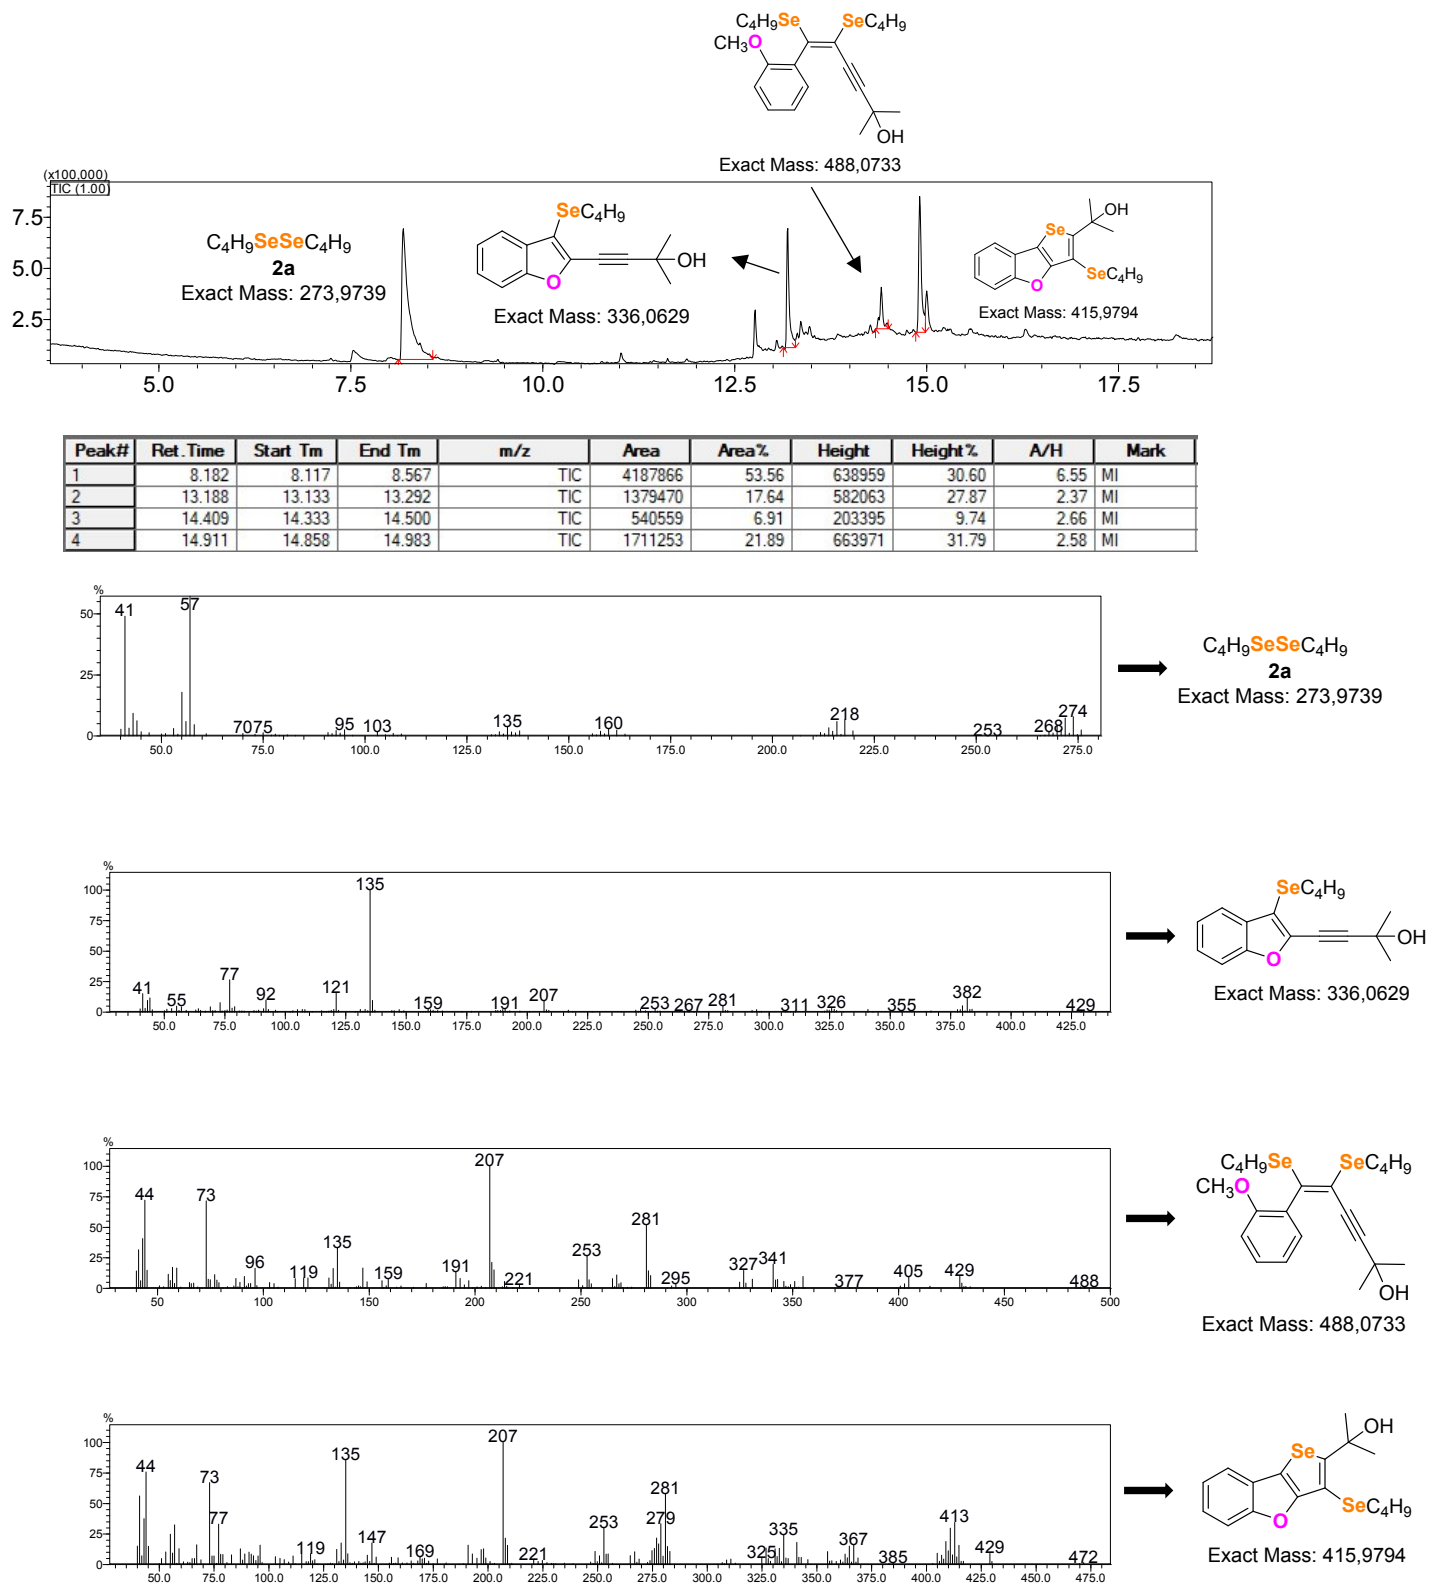 C4H9Se SeC4H9
CH3O
OH
Exact Mass: 488,0733
(x100,000)
TIC (1.00)
7.5
5.0
2.5
C4H9SeSeC4H9
2a
Exact Mass: 273,9739
SeC4H9
O
OH
Exact Mass: 336,0629
OH
Se
SeC4H9
O
Exact Mass: 415,9794
5.0 7.5 10.0 12.5 15.0 17.5
Peak# Ret.Time Start Tm End Tm m/z Area Area% Height Height% A/H Mark
1 8.182 8.117 8.567 TIC 4187866 53.56 638959 30.60 6.55 MI
2 13.188 13.133 13.292 TIC 1379470 17.64 582063 27.87 2.37 MI
3 14.409 14.333 14.500 TIC 540559 6.91 203395 9.74 2.66 MI
4 14.911 14.858 14.983 TIC 1711253 21.89 663971 31.79 2.58 MI
%
50
25
0
41 57 70 75 95 103 135 160 218 253 268 274
50.0 75.0 100.0 125.0 150.0 175.0 200.0 225.0 250.0 275.0
C4H9SeSeC4H9
2a
Exact Mass: 273,9739
%
100
75
50
25
0
41 55 77 92 121 135 159 191 207 253 267 281 311 326 355 382 429
50.0 75.0 100.0 125.0 150.0 175.0 200.0 225.0 250.0 275.0 300.0 325.0 350.0 375.0 400.0 425.0
SeC4H9
O
OH
Exact Mass: 336,0629
%
100
75
50
25
0
44 73 96 119 135 159 191 207 221 253 281 295 327 341 377 405 429 488
50 100 150 200 250 300 350 400 450 500
C4H9Se SeC4H9
CH3O
OH
Exact Mass: 488,0733
%
100
75
50
25
0
44 73 77 119 135 147 169 207 221 253 279 281 325 335 367 385 413 429 472
50.0 75.0 100.0 125.0 150.0 175.0 200.0 225.0 250.0 275.0 300.0 325.0 350.0 375.0 400.0 425.0 450.0 475.0
OH
Se
SeC4H9
O
Exact Mass: 415,9794